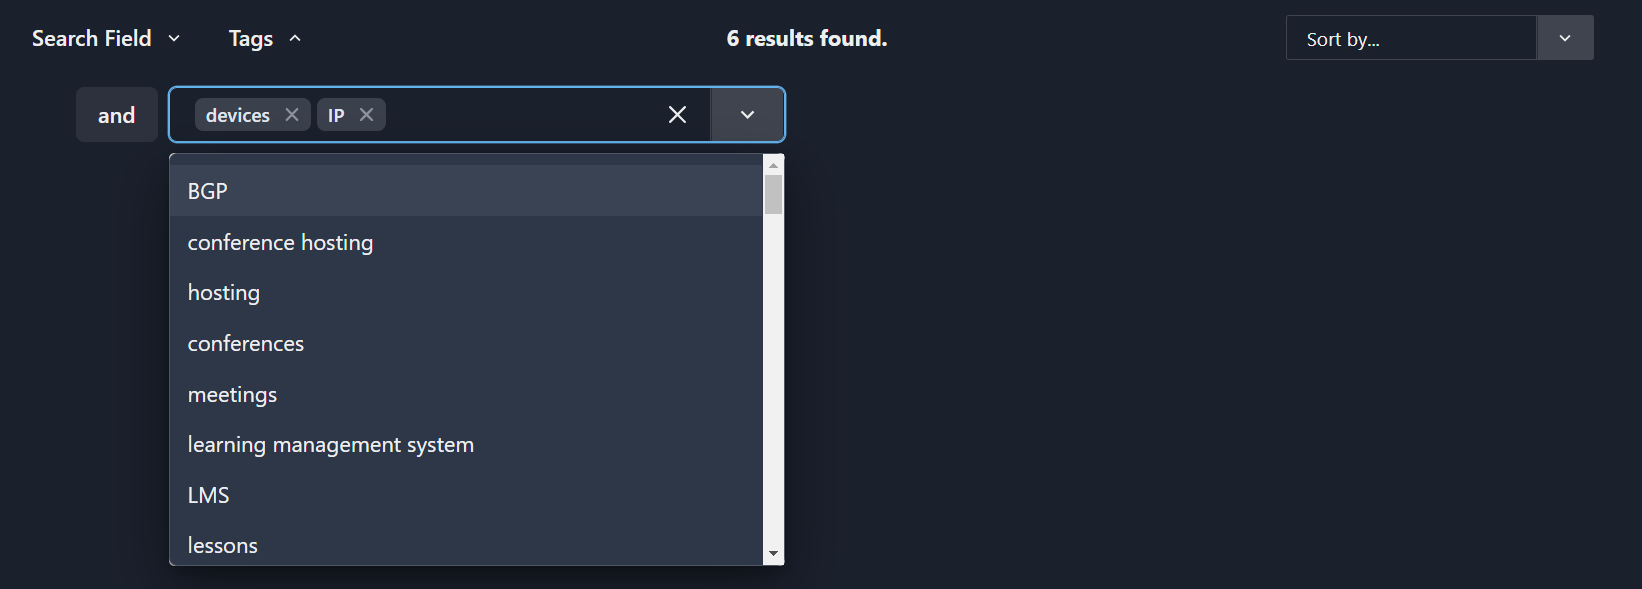 Search Field Tags 6 results found. Sort by...
and devices IP
BGP
conference hosting
hosting
conferences
meetings
learning management system
LMS
lessons